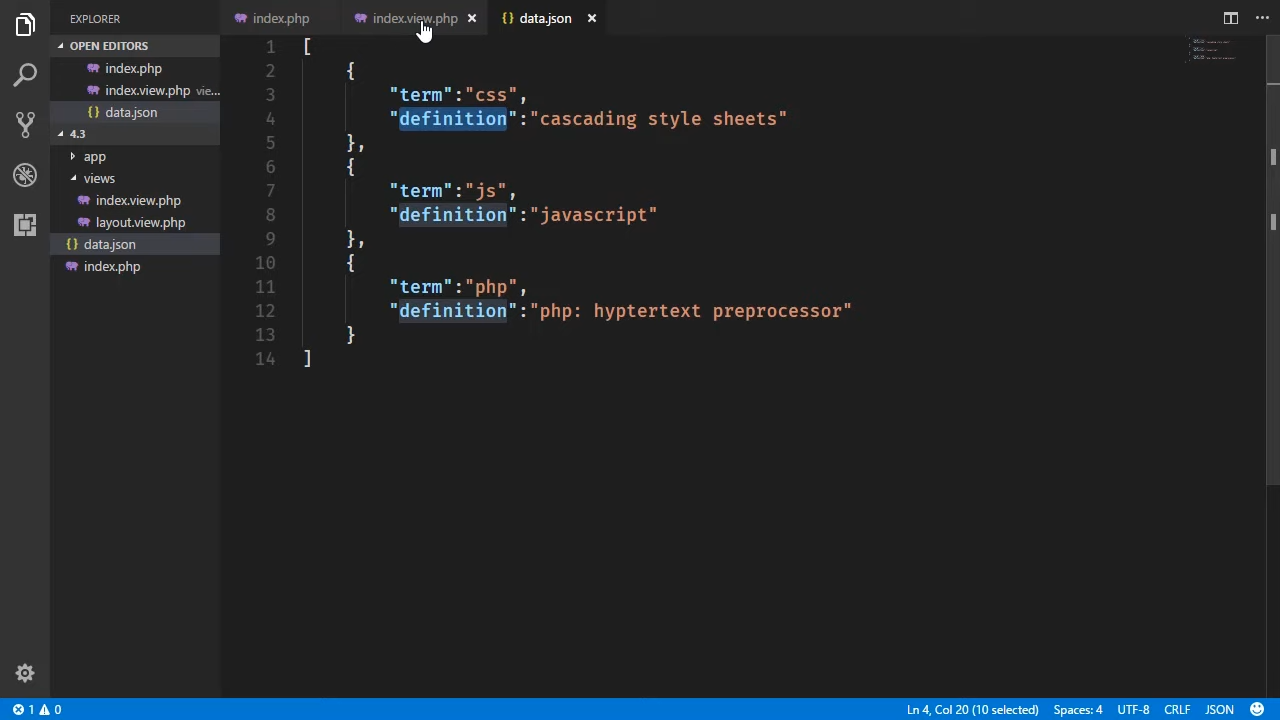 EXPLORER
OPEN EDITORS
index.php
index.view.php vie...
data.json
4.3
app
views
index.view.php
layout.view.php
data.json
index.php
index.php index.view.php data.json
1 [
2 {
3 "term":"css",
4 "definition":"cascading style sheets"
5 },
6 {
7 "term":"js",
8 "definition":"javascript"
9 },
10 {
11 "term":"php",
12 "definition":"php: hyptertext preprocessor"
13 }
14 ]
1 0 Ln 4, Col 20 (10 selected) Spaces: 4 UTF-8 CRLF JSON